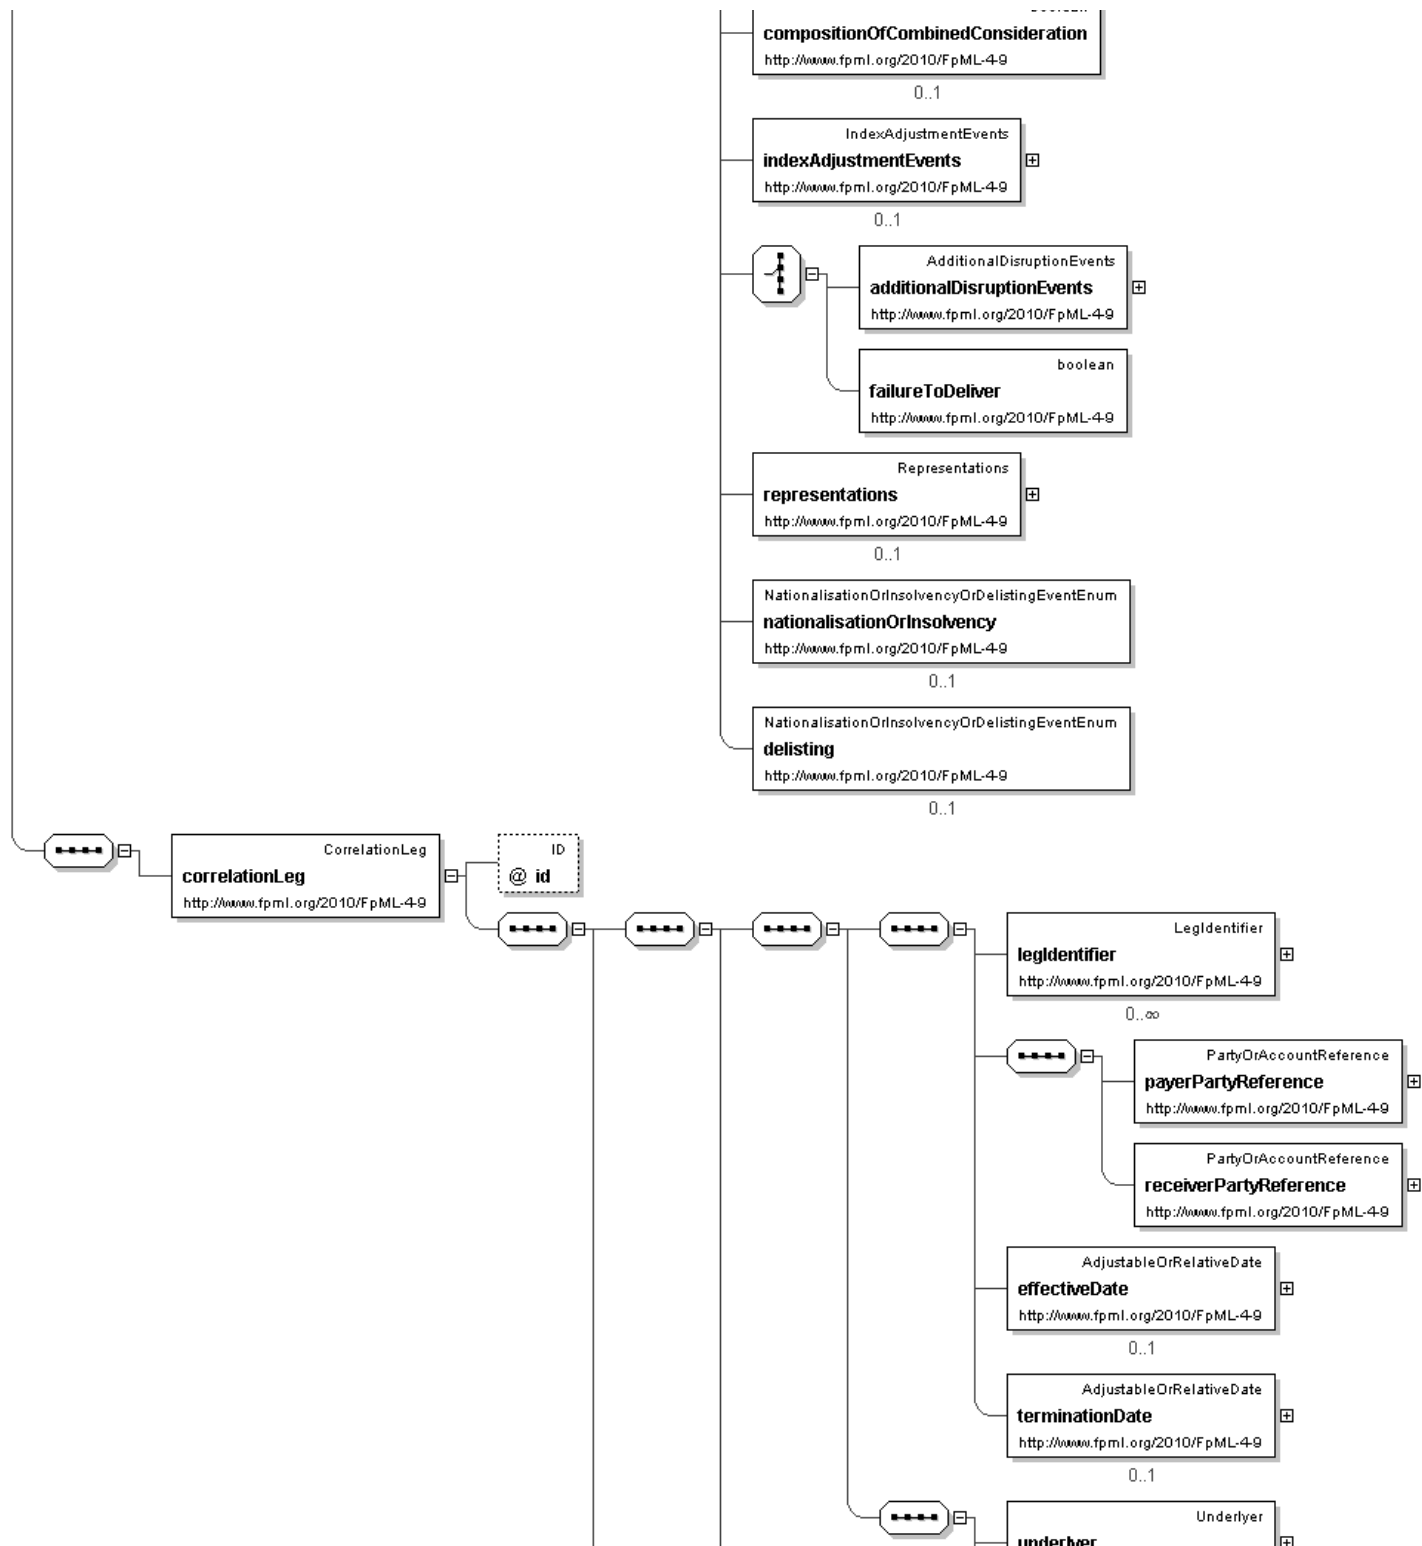 compositionOfCombinedConsideration
http://www.fpml.org/2010/FpML-4-9
0..1
IndexAdjustmentEvents
indexAdjustmentEvents
http://www.fpml.org/2010/FpML-4-9
0..1
AdditionalDisruptionEvents
additionalDisruptionEvents
http://www.fpml.org/2010/FpML-4-9
boolean
failureToDeliver
http://www.fpml.org/2010/FpML-4-9
Representations
representations
http://www.fpml.org/2010/FpML-4-9
0..1
NationalisationOrInsolvencyOrDelistingEventEnum
nationalisationOrInsolvency
http://www.fpml.org/2010/FpML-4-9
0..1
NationalisationOrInsolvencyOrDelistingEventEnum
delisting
http://www.fpml.org/2010/FpML-4-9
0..1
CorrelationLeg
correlationLeg
http://www.fpml.org/2010/FpML-4-9
ID
@ id
LegIdentifier
legIdentifier
http://www.fpml.org/2010/FpML-4-9
0..∞
PartyOrAccountReference
payerPartyReference
http://www.fpml.org/2010/FpML-4-9
PartyOrAccountReference
receiverPartyReference
http://www.fpml.org/2010/FpML-4-9
AdjustableOrRelativeDate
effectiveDate
http://www.fpml.org/2010/FpML-4-9
0..1
AdjustableOrRelativeDate
terminationDate
http://www.fpml.org/2010/FpML-4-9
0..1
Underlyer
underlyer